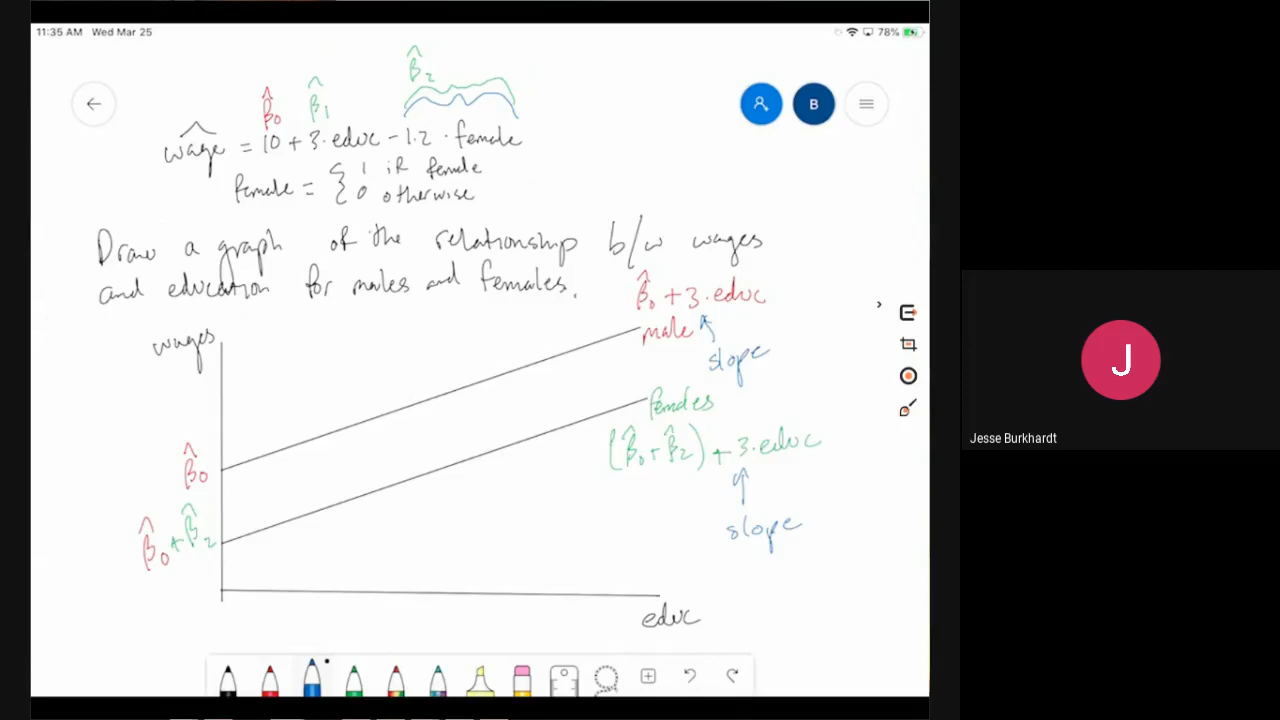 11:35 AM Wed Mar 25
78%
B
β̂₂
β̂₀ β̂₁
wage^ = 10 + 3·educ − 1.2 · female
female = { 1 if female
0 otherwise
Draw a graph of the relationship b/w wages
and education for males and females.
β̂₀ + 3·educ
male
slope
wages
females
(β̂₀ + β̂₂) + 3·educ
slope
β̂₀
β̂₀ + β̂₂
educ
J
Jesse Burkhardt